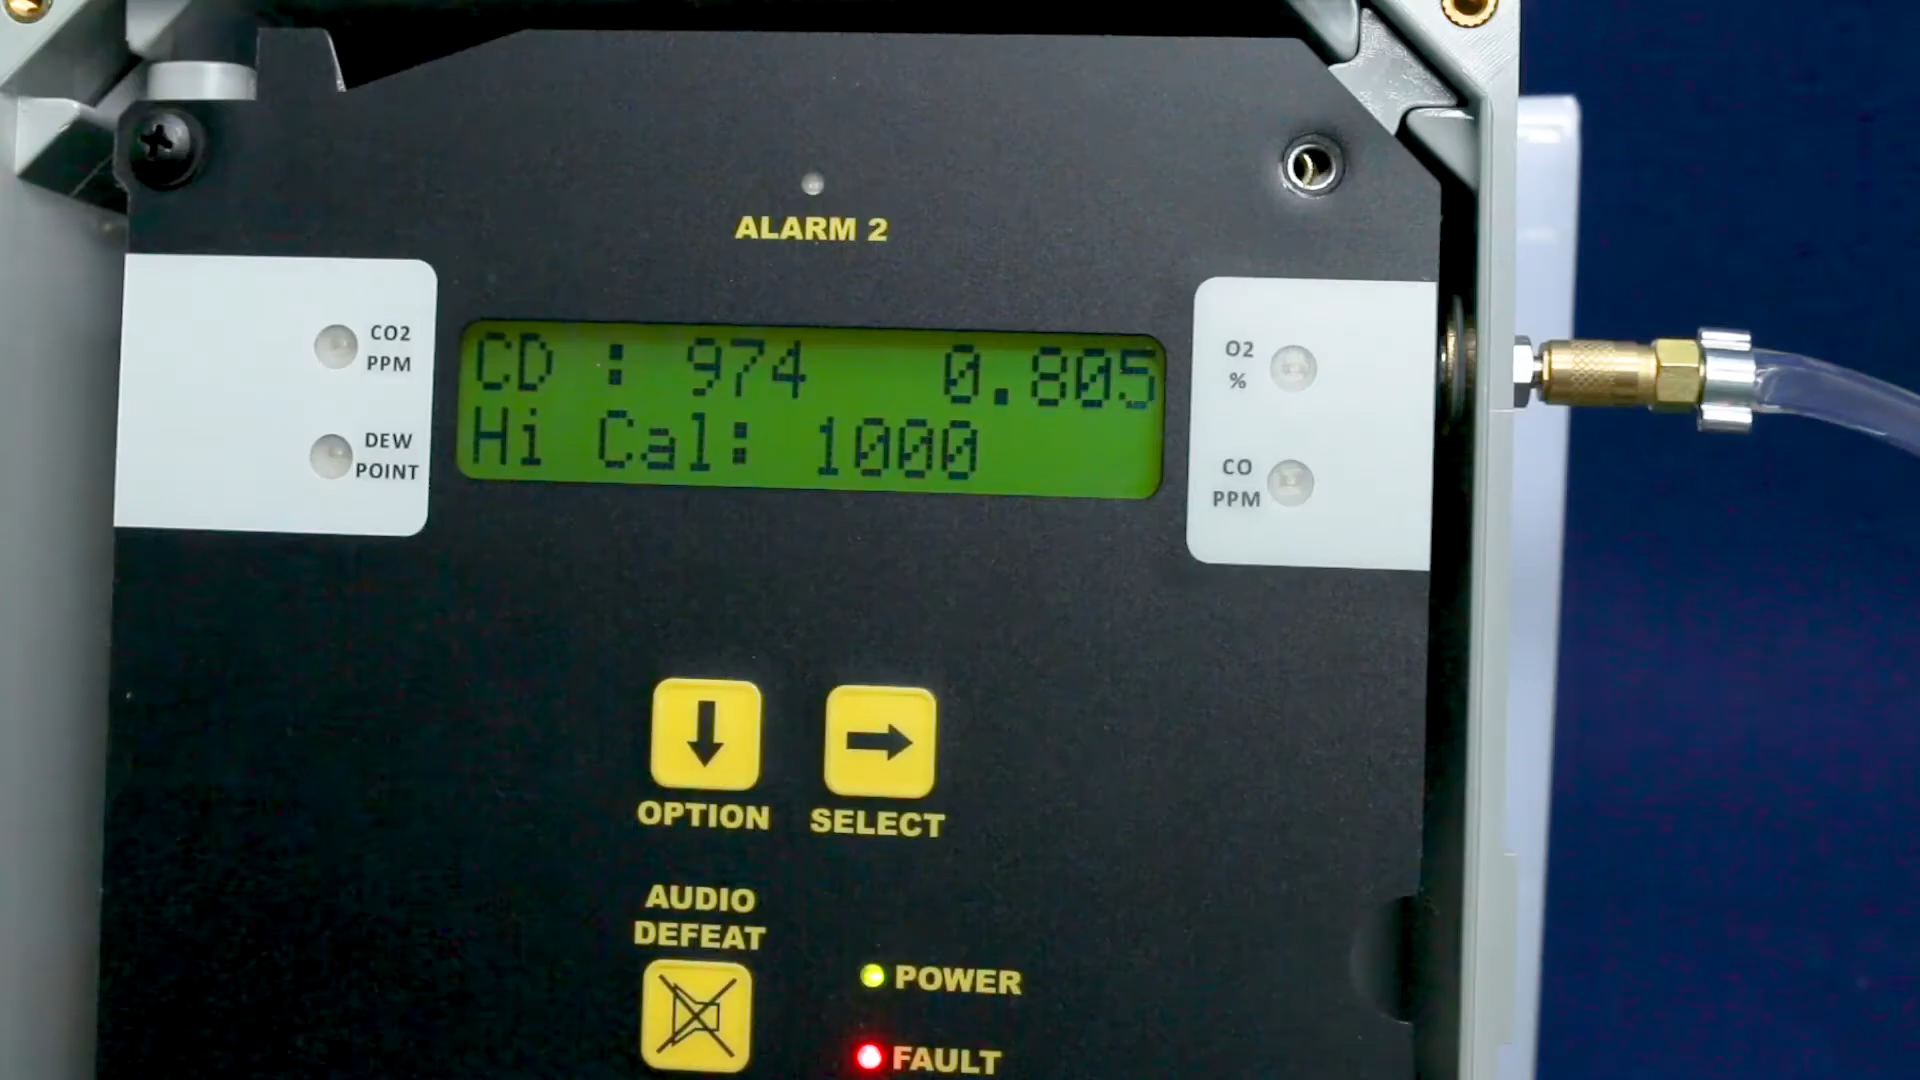 ALARM 2
CO2
PPM
DEW
POINT
CD : 974 0.805
Hi Cal: 1000
O2
%
CO
PPM
OPTION
SELECT
AUDIO
DEFEAT
POWER
FAULT